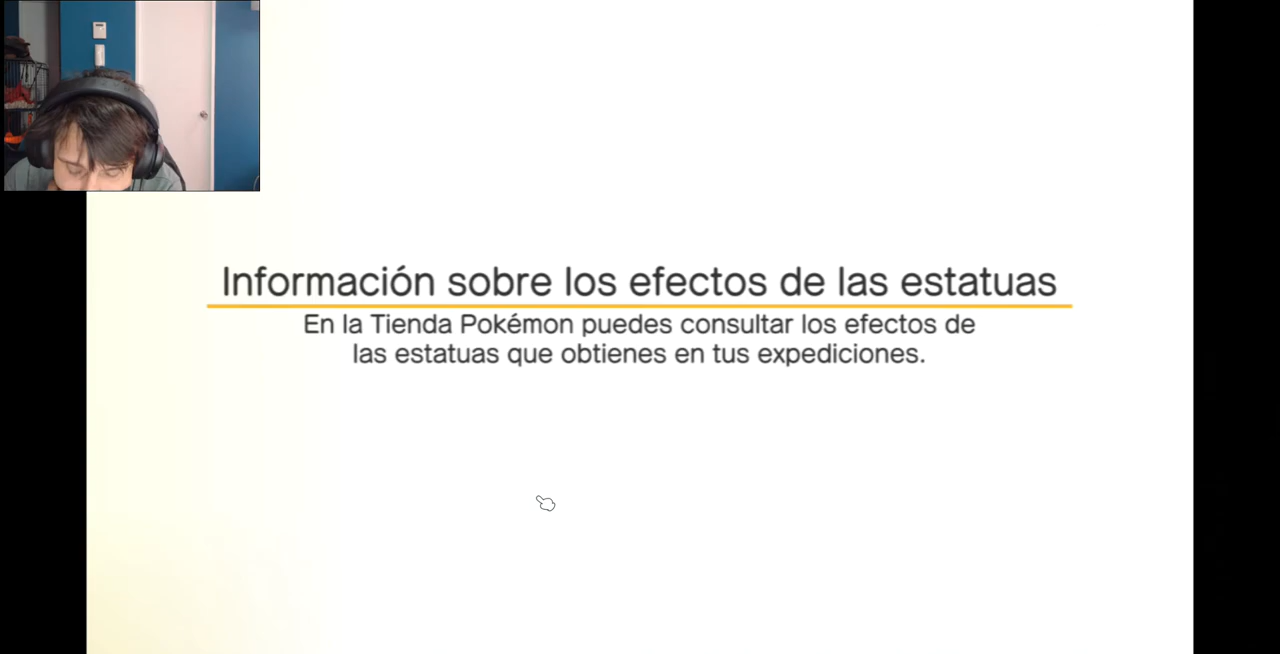 Información sobre los efectos de las estatuas
En la Tienda Pokémon puedes consultar los efectos de
las estatuas que obtienes en tus expediciones.